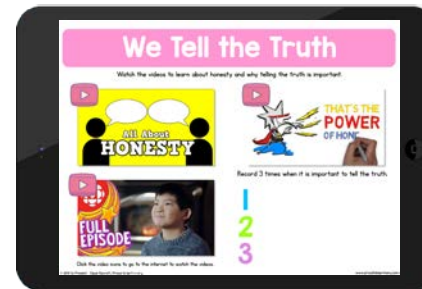 We Tell the Truth
Watch the videos to learn about honesty and why telling the truth is important.
All About
HONESTY
THAT'S THE
POWER
OF HONE
Record 3 times when it is important to tell the truth.
FULL
EPISODE
1
2
3
Click the video icons to go to the internet to watch the videos.